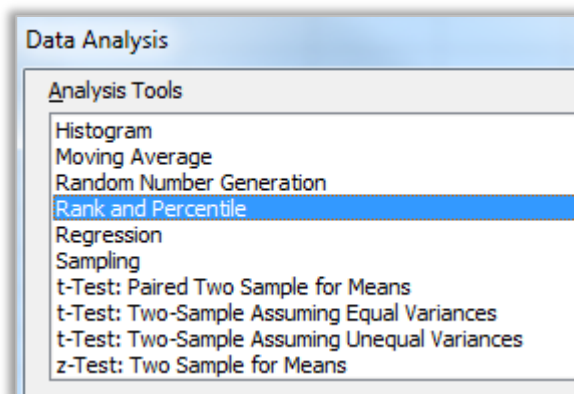 Data Analysis
Analysis Tools
Histogram
Moving Average
Random Number Generation
Rank and Percentile
Regression
Sampling
t-Test: Paired Two Sample for Means
t-Test: Two-Sample Assuming Equal Variances
t-Test: Two-Sample Assuming Unequal Variances
z-Test: Two Sample for Means